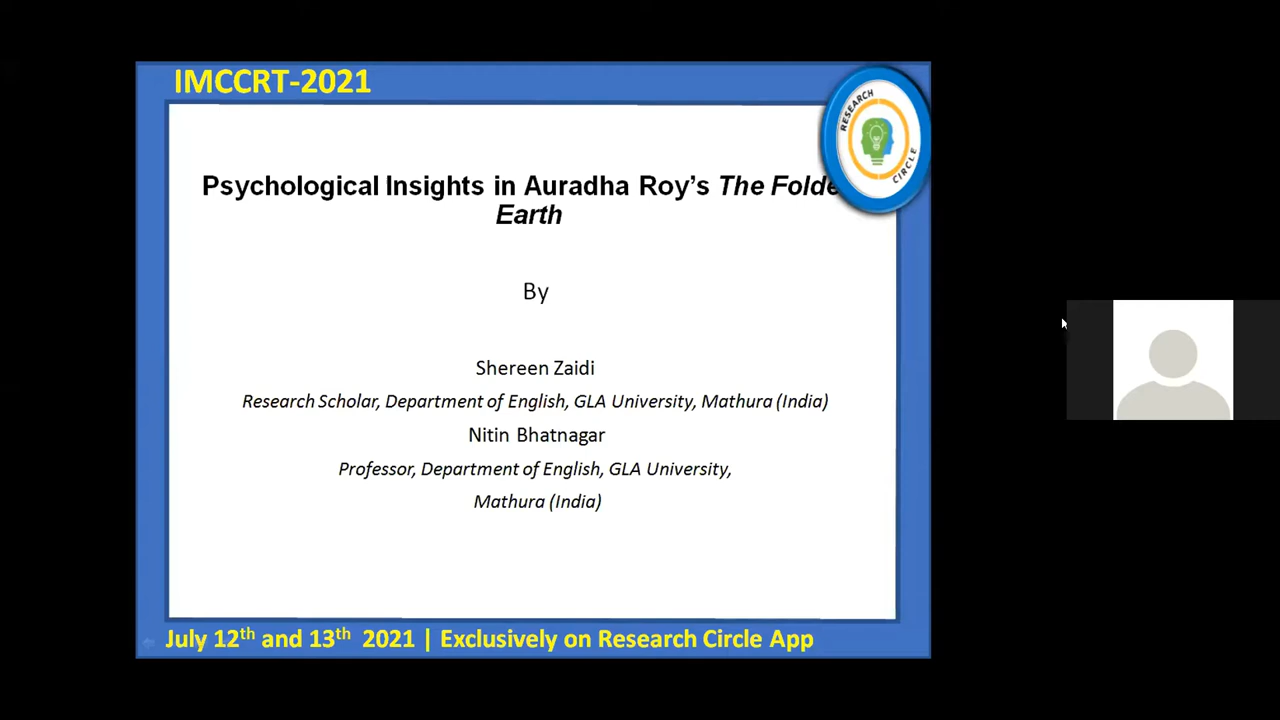 IMCCRT-2021
RESEARCH
CIRCLE
Psychological Insights in Auradha Roy's The Folde
Earth
By
Shereen Zaidi
Research Scholar, Department of English, GLA University, Mathura (India)
Nitin Bhatnagar
Professor, Department of English, GLA University,
Mathura (India)
July 12th and 13th 2021 | Exclusively on Research Circle App